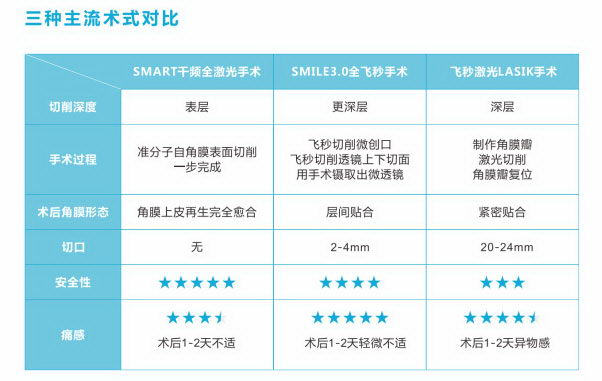 三种主流术式对比
SMART千频全激光手术 SMILE3.0全飞秒手术 飞秒激光LASIK手术
切削深度 表层 更深层 深层
手术过程
准分子自角膜表面切削
一步完成
飞秒切削微创口
飞秒切削透镜上下切面
用手术镊取出微透镜
制作角膜瓣
激光切削
角膜瓣复位
术后角膜形态 角膜上皮再生完全愈合 层间贴合 紧密贴合
切口 无 2-4mm 20-24mm
安全性 ★★★★★ ★★★★ ★★★
痛感
术后1-2天不适
术后1-2天轻微不适
术后1-2天异物感